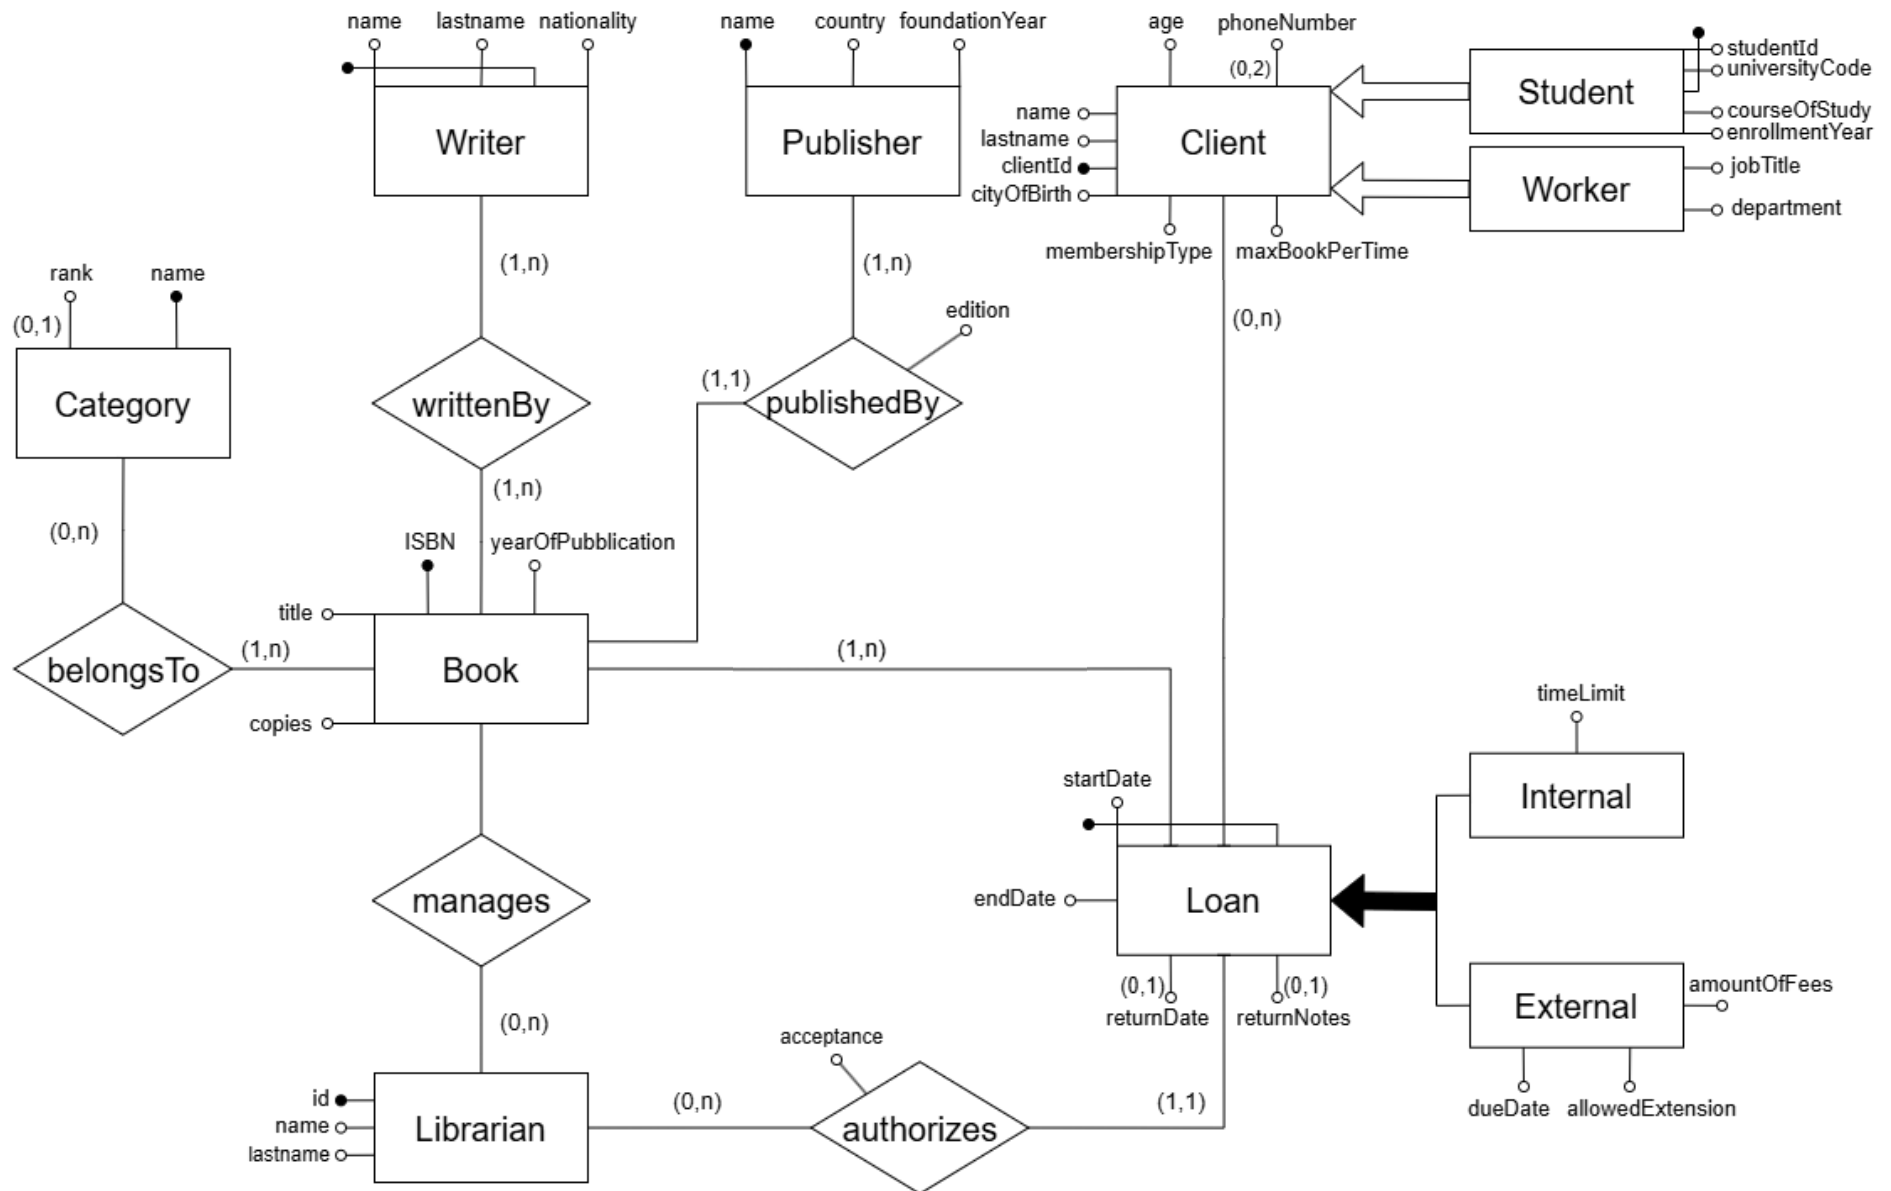 name lastname nationality
name country foundationYear
age phoneNumber
(0,2)
studentId
universityCode
courseOfStudy
enrollmentYear
Writer
Publisher
name
lastname
clientId
cityOfBirth
Client
Student
Worker
jobTitle
department
membershipType maxBookPerTime
(1,n)
(1,n)
(0,n)
rank name
(0,1)
Category
writtenBy
edition
(1,1)
publishedBy
(1,n)
(0,n)
ISBN yearOfPubblication
title
belongsTo
(1,n)
Book
(1,n)
copies
timeLimit
Internal
startDate
endDate
Loan
manages
(0,1) (0,1)
returnDate returnNotes
External
amountOfFees
dueDate allowedExtension
(0,n)
acceptance
id
name
lastname
Librarian
(0,n)
authorizes
(1,1)